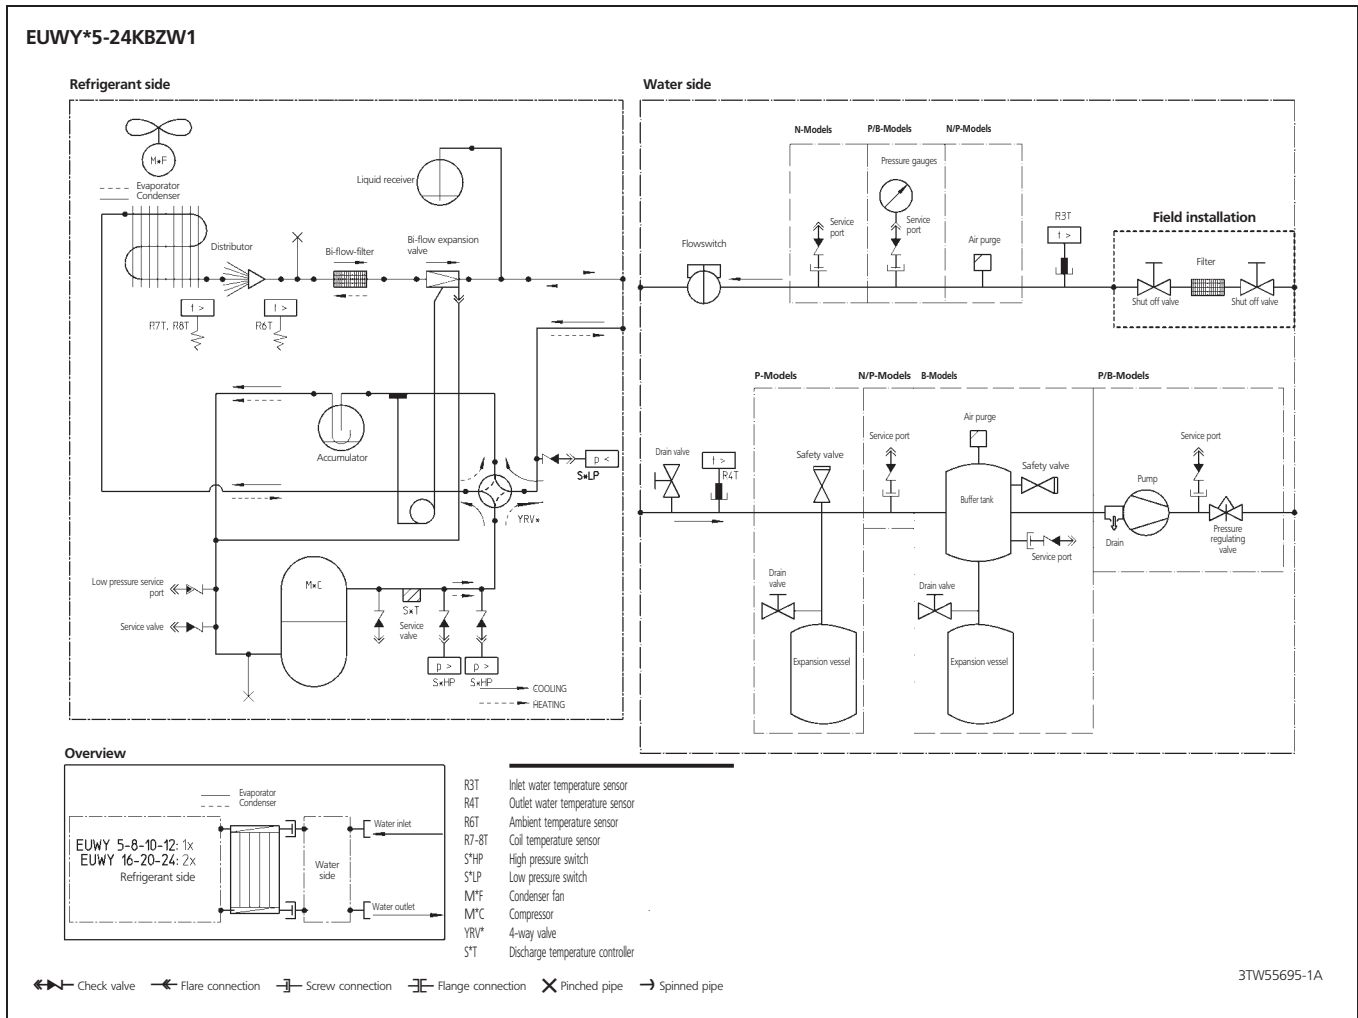 EUWY*5-24KBZW1
Refrigerant side
Water side
N-Models
P/B-Models
N/P-Models
M*F
Evaporator
Condenser
Liquid receiver
Pressure gauges
Service
port
Service
port
R3T
t >
Field installation
Distributor
Bi-flow-filter
Bi-flow expansion
valve
Flowswitch
Air purge
Filter
Shut off valve
Shut off valve
t >
R7T, R8T
t >
R6T
P-Models
N/P-Models
B-Models
P/B-Models
Accumulator
p <
S*LP
YRV*
Drain valve
t >
R4T
Safety valve
Service port
Air purge
Buffer tank
Safety valve
Service port
Pump
Service port
Drain
Pressure
regulating
valve
Drain
valve
Drain valve
Expansion vessel
Expansion vessel
Low pressure service
port
Service valve
M*C
S*T
Service
valve
p >
S*HP
p >
S*HP
COOLING
HEATING
Overview
Evaporator
Condenser
EUWY 5-8-10-12: 1x
EUWY 16-20-24: 2x
Refrigerant side
Water
side
Water inlet
Water outlet
R3T Inlet water temperature sensor
R4T Outlet water temperature sensor
R6T Ambient temperature sensor
R7-8T Coil temperature sensor
S*HP High pressure switch
S*LP Low pressure switch
M*F Condenser fan
M*C Compressor
YRV* 4-way valve
S*T Discharge temperature controller
Check valve
Flare connection
Screw connection
Flange connection
Pinched pipe
Spinned pipe
3TW55695-1A